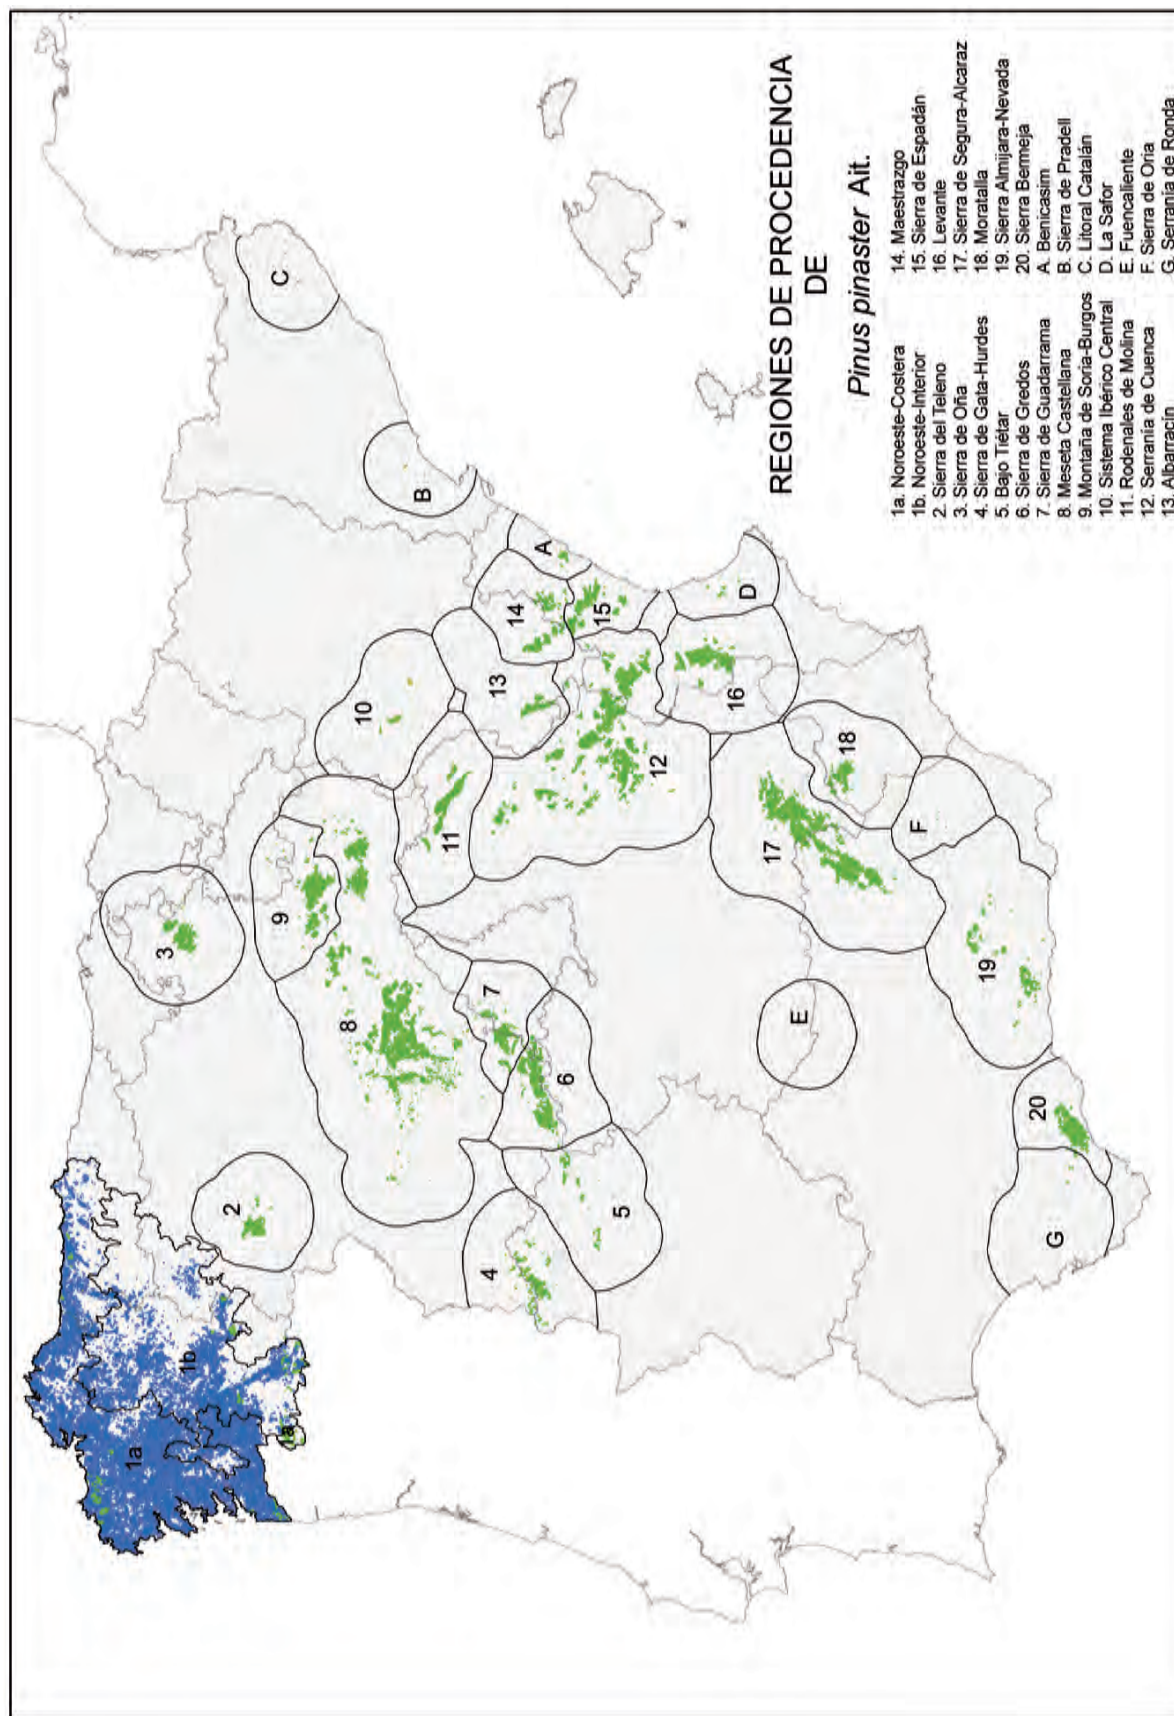 REGIONES DE PROCEDENCIA
DE
Pinus pinaster Ait.
1a. Noroeste-Costera
1b. Noroeste-Interior
2. Sierra del Teleno
3. Sierra de Oña
4. Sierra de Gata-Hurdes
5. Bajo Tiétar
6. Sierra de Gredos
7. Sierra de Guadarrama
8. Meseta Castellana
9. Montaña de Soria-Burgos
10. Sistema Ibérico Central
11. Rodenales de Molina
12. Serranía de Cuenca
13. Albarracín
14. Maestrazgo
15. Sierra de Espadán
16. Levante
17. Sierra de Segura-Alcaraz
18. Moratalla
19. Sierra Almijara-Nevada
20. Sierra Bermeja
A. Benicasim
B. Sierra de Pradell
C. Litoral Catalán
D. La Safor
E. Fuencaliente
F. Sierra de Oria
G. Serranía de Ronda
1a
1b
1a
2
3
4
5
6
7
8
9
10
11
12
13
14
15
16
17
18
19
20
A
B
C
D
E
F
G